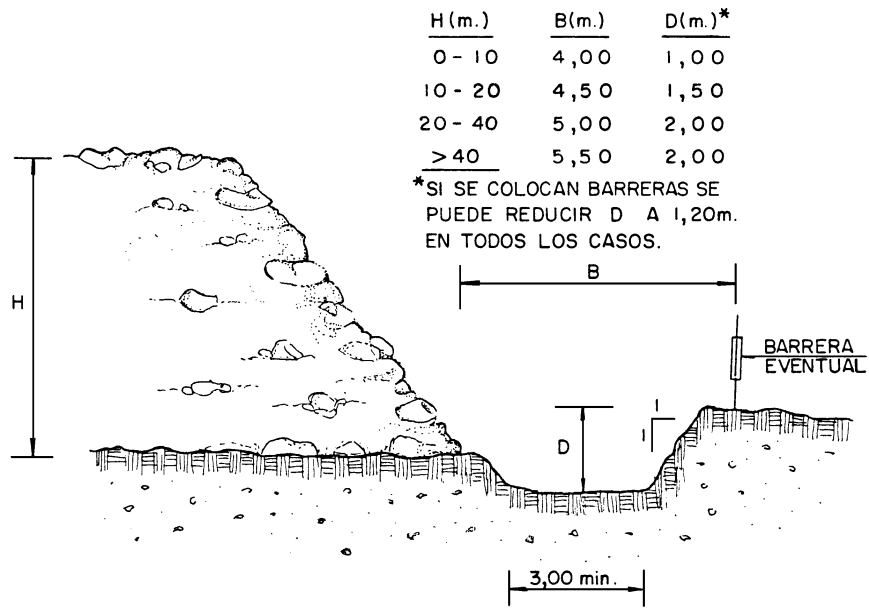 H(m.) B(m.) D(m.)*
0-10 4,00 1,00
10-20 4,50 1,50
20-40 5,00 2,00
>40 5,50 2,00
*SI SE COLOCAN BARRERAS SE
PUEDE REDUCIR D A 1,20m.
EN TODOS LOS CASOS.
B
H
BARRERA
EVENTUAL
1
1
D
3,00 min.